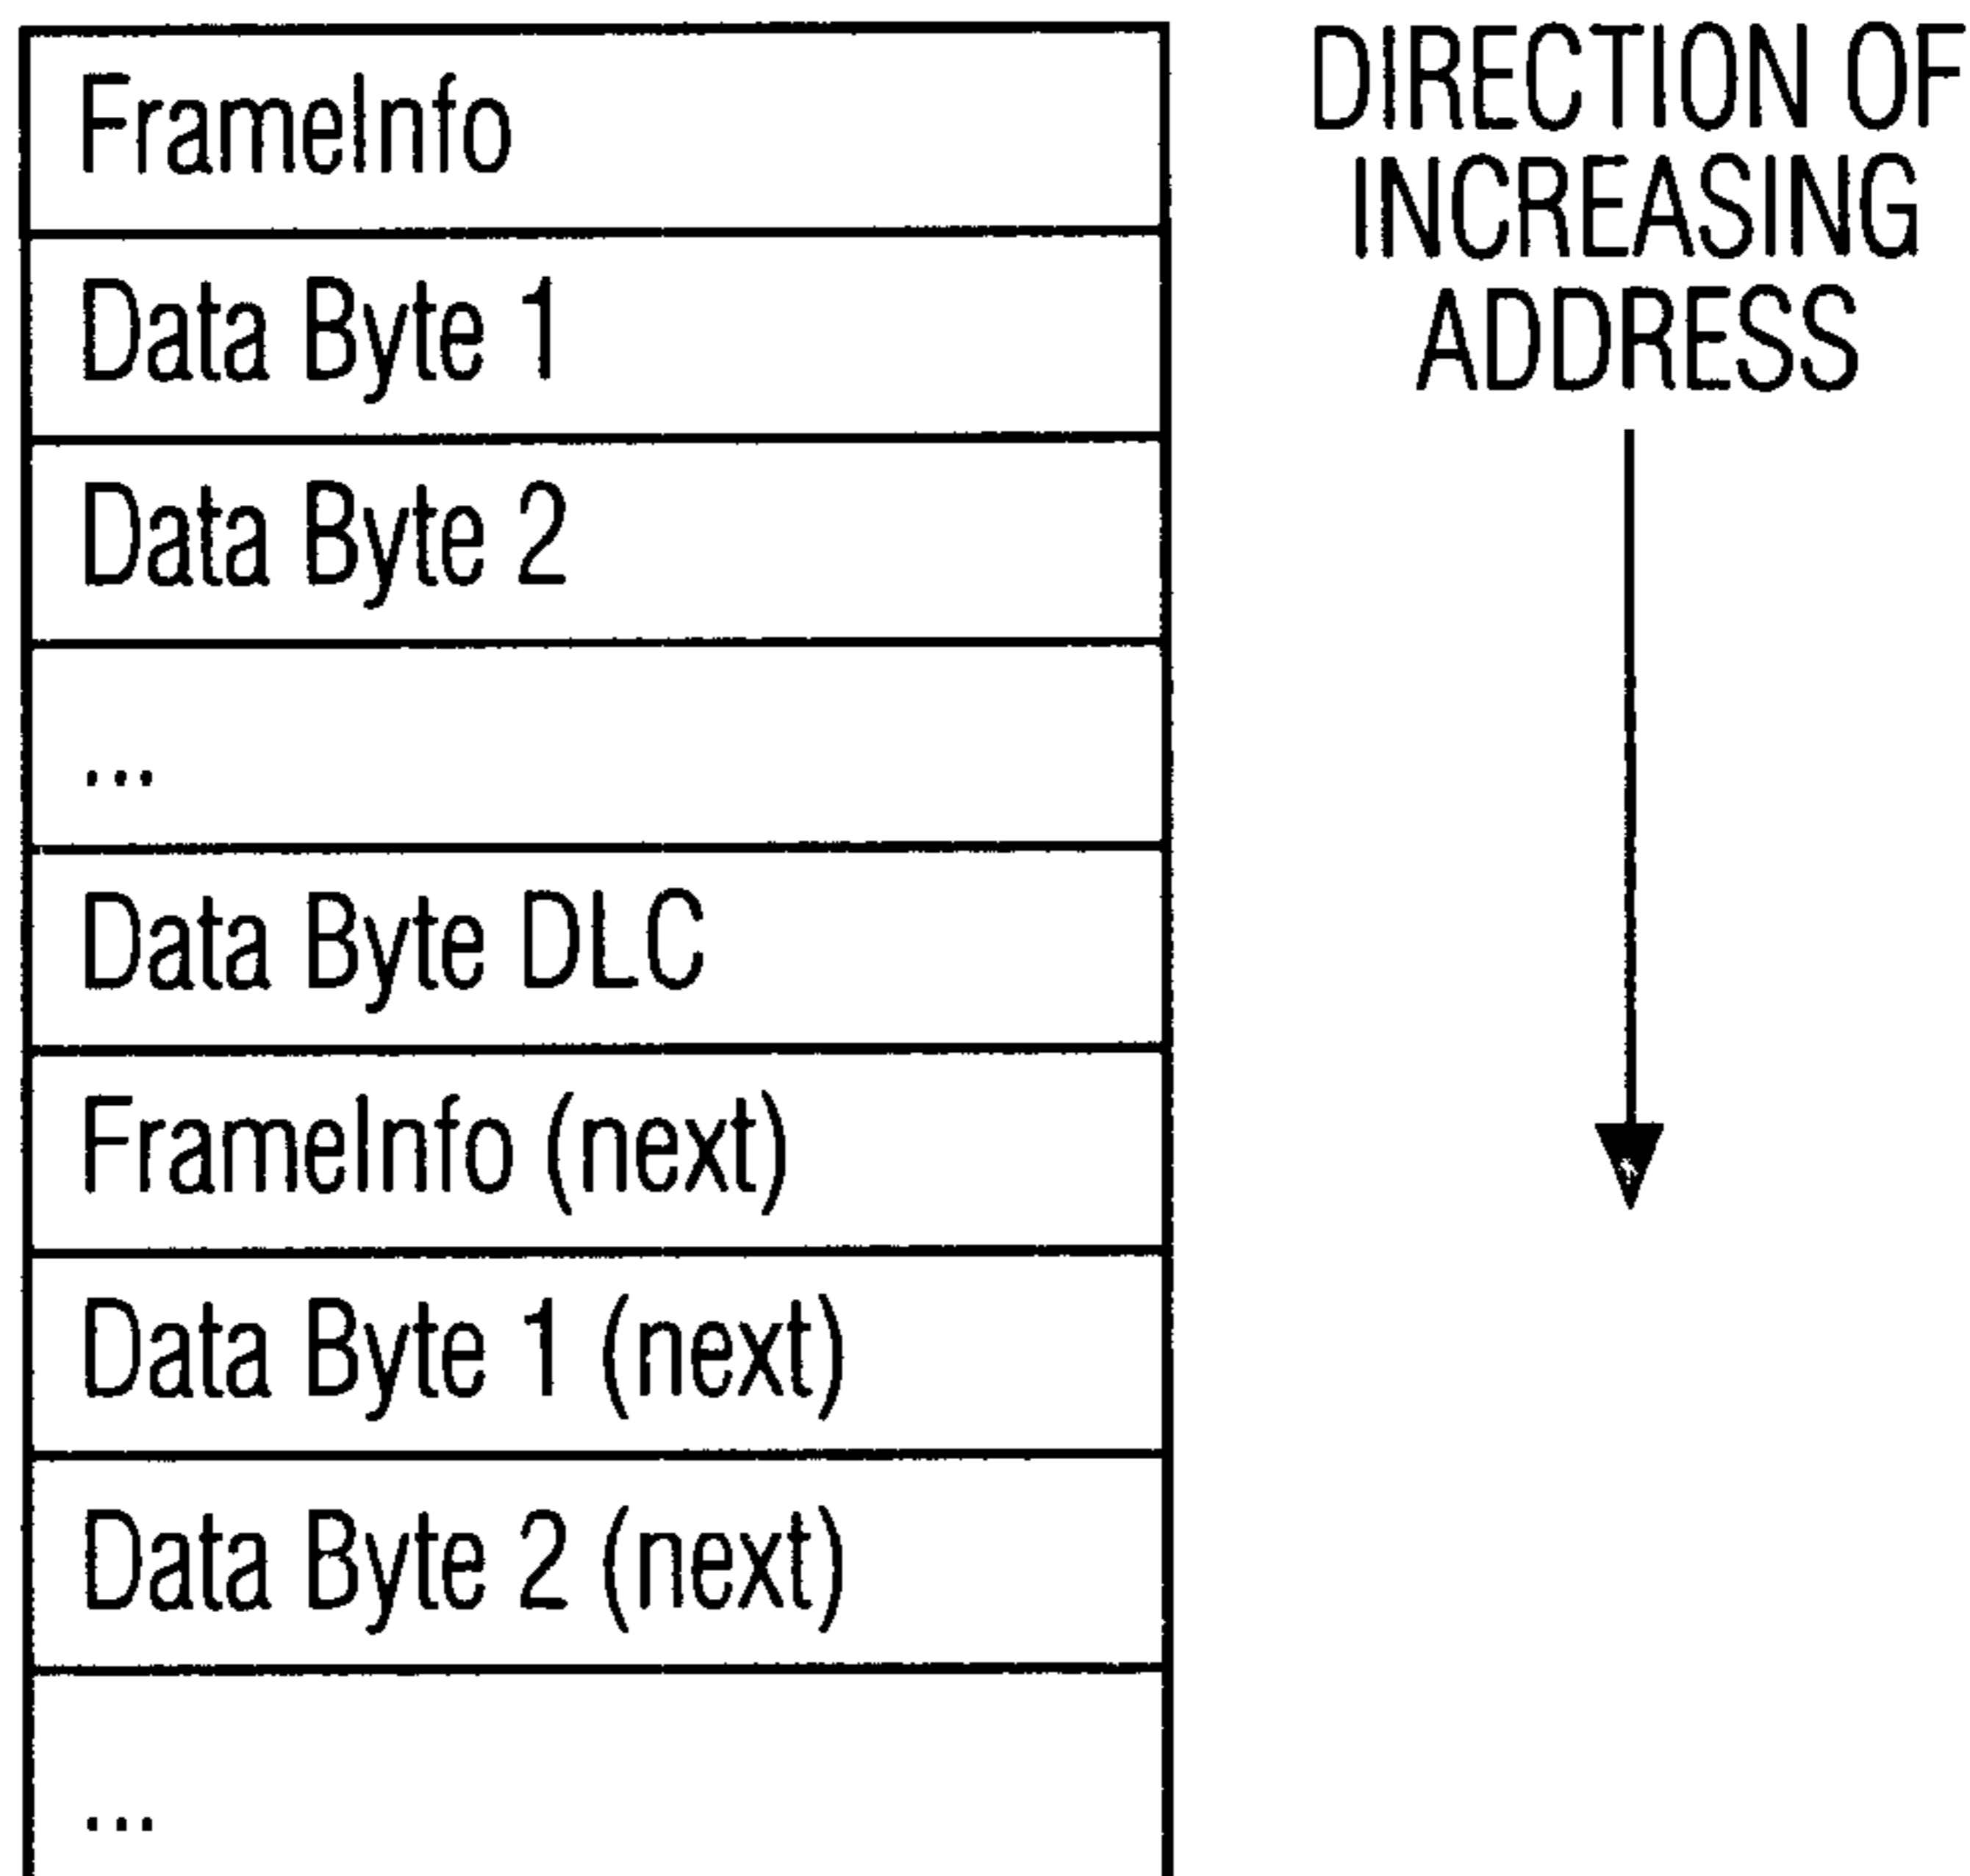 FrameInfo
Data Byte 1
Data Byte 2
...
Data Byte DLC
FrameInfo (next)
Data Byte 1 (next)
Data Byte 2 (next)
...
DIRECTION OF
INCREASING
ADDRESS